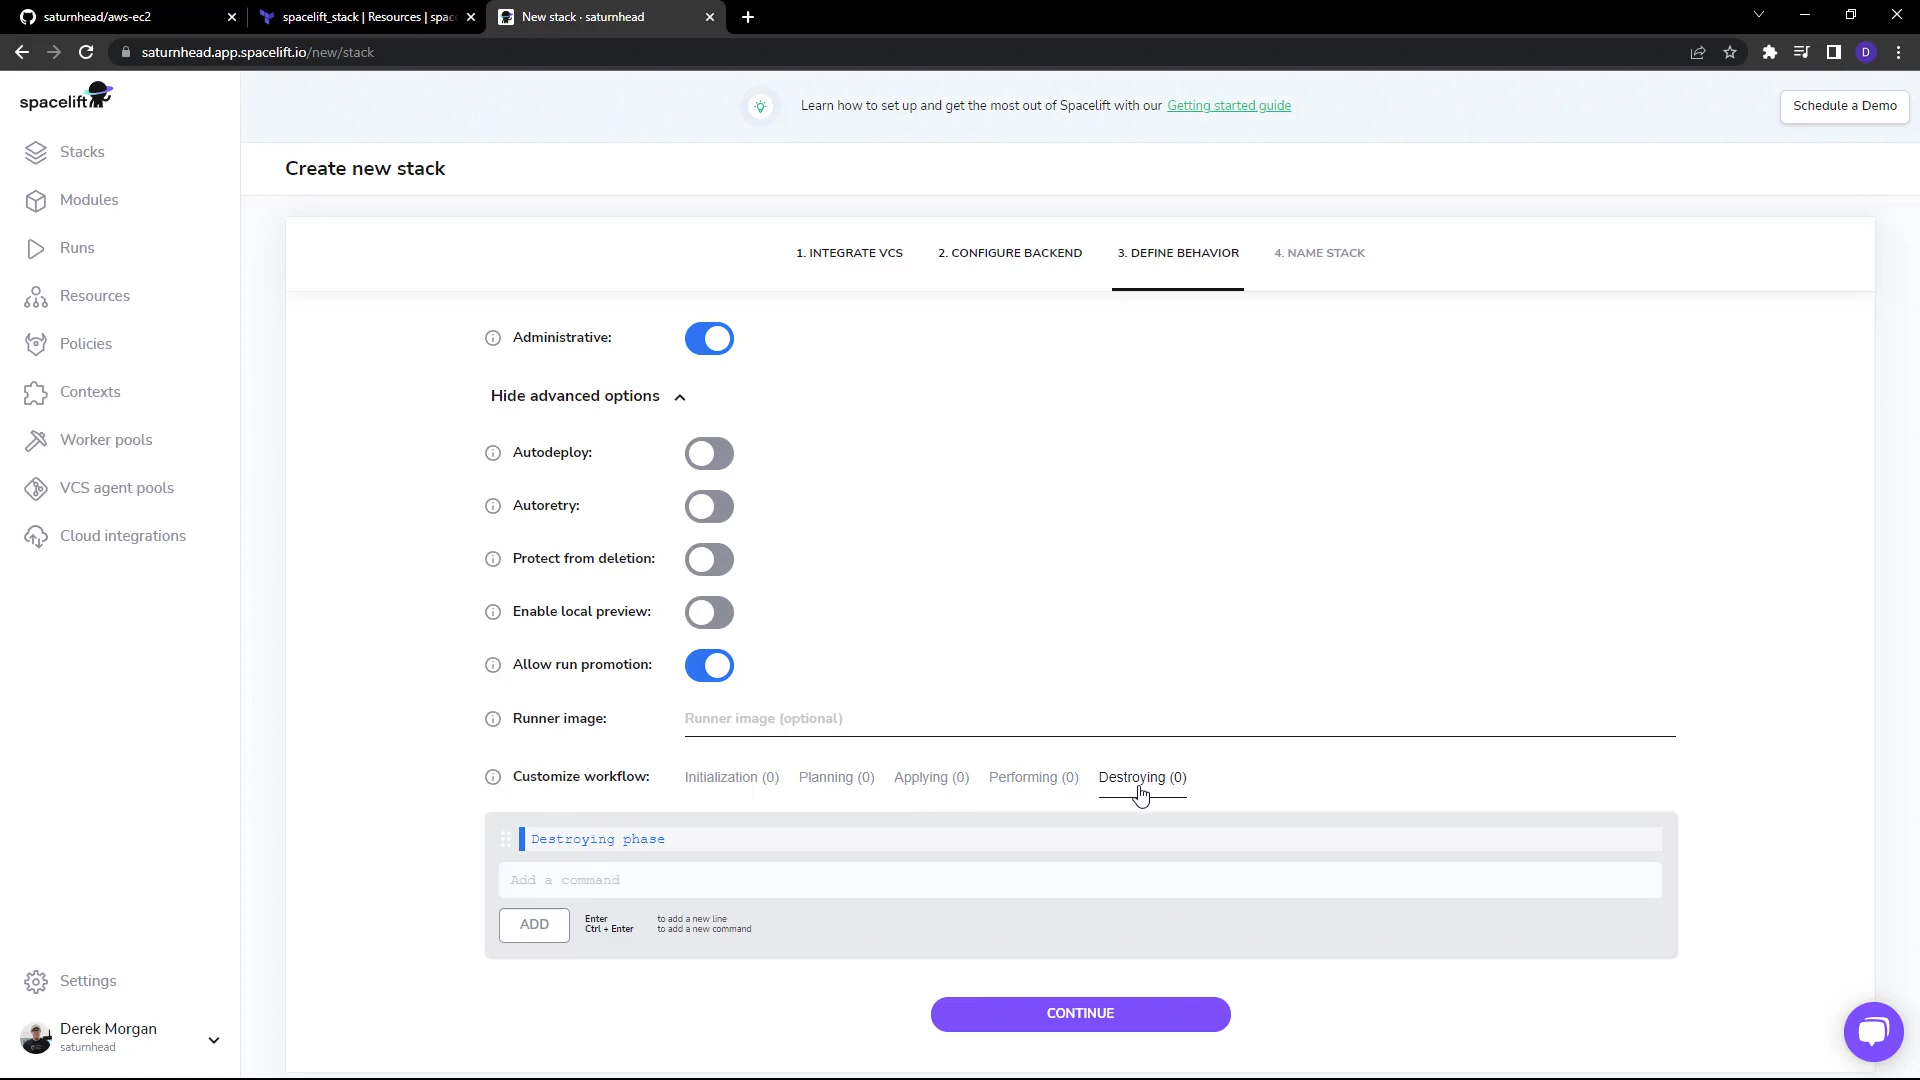 saturnhead/aws-ec2
spacelift_stack | Resources | spac
New stack · saturnhead
saturnhead.app.spacelift.io/new/stack
D
spacelift
Learn how to set up and get the most out of Spacelift with our Getting started guide
Schedule a Demo
Stacks
Modules
Runs
Resources
Policies
Contexts
Worker pools
VCS agent pools
Cloud integrations
Settings
Derek Morgan
saturnhead
Create new stack
1. INTEGRATE VCS
2. CONFIGURE BACKEND
3. DEFINE BEHAVIOR
4. NAME STACK
Administrative:
Hide advanced options
Autodeploy:
Autoretry:
Protect from deletion:
Enable local preview:
Allow run promotion:
Runner image:
Runner image (optional)
Customize workflow:
Initialization (0)
Planning (0)
Applying (0)
Performing (0)
Destroying (0)
Destroying phase
Add a command
ADD
Enter to add a new line
Ctrl + Enter to add a new command
CONTINUE